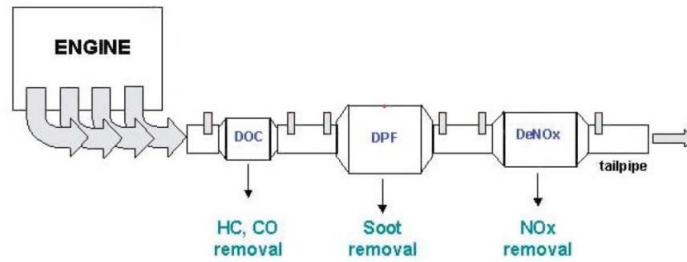 ENGINE
DOC
DPF
DeNOx
tailpipe
HC, CO
removal
Soot
removal
NOx
removal